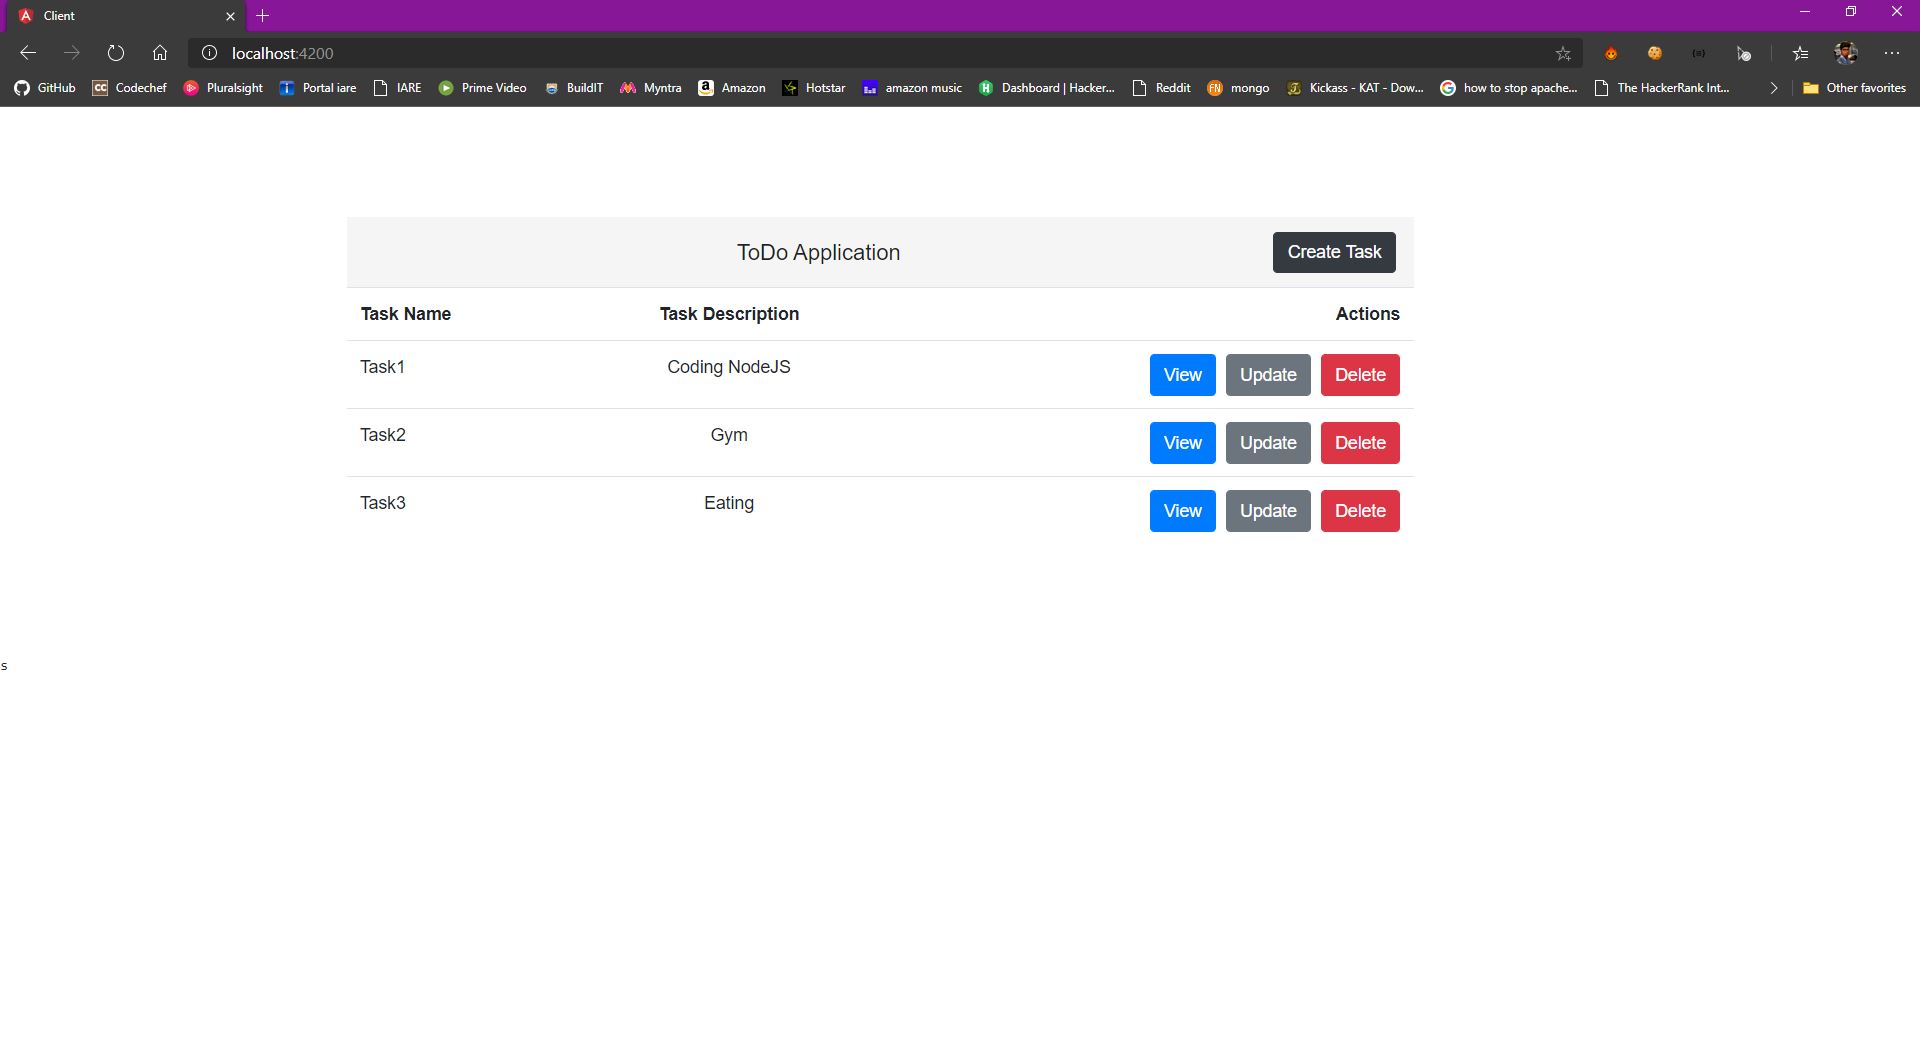 Client
localhost:4200
GitHub Codechef Pluralsight Portal iare IARE Prime Video BuildIT Myntra Amazon Hotstar amazon music Dashboard | Hacker... Reddit mongo Kickass - KAT - Dow... how to stop apache... The HackerRank Int... Other favorites
ToDo Application Create Task
Task Name Task Description Actions
Task1 Coding NodeJS View Update Delete
Task2 Gym View Update Delete
Task3 Eating View Update Delete
s